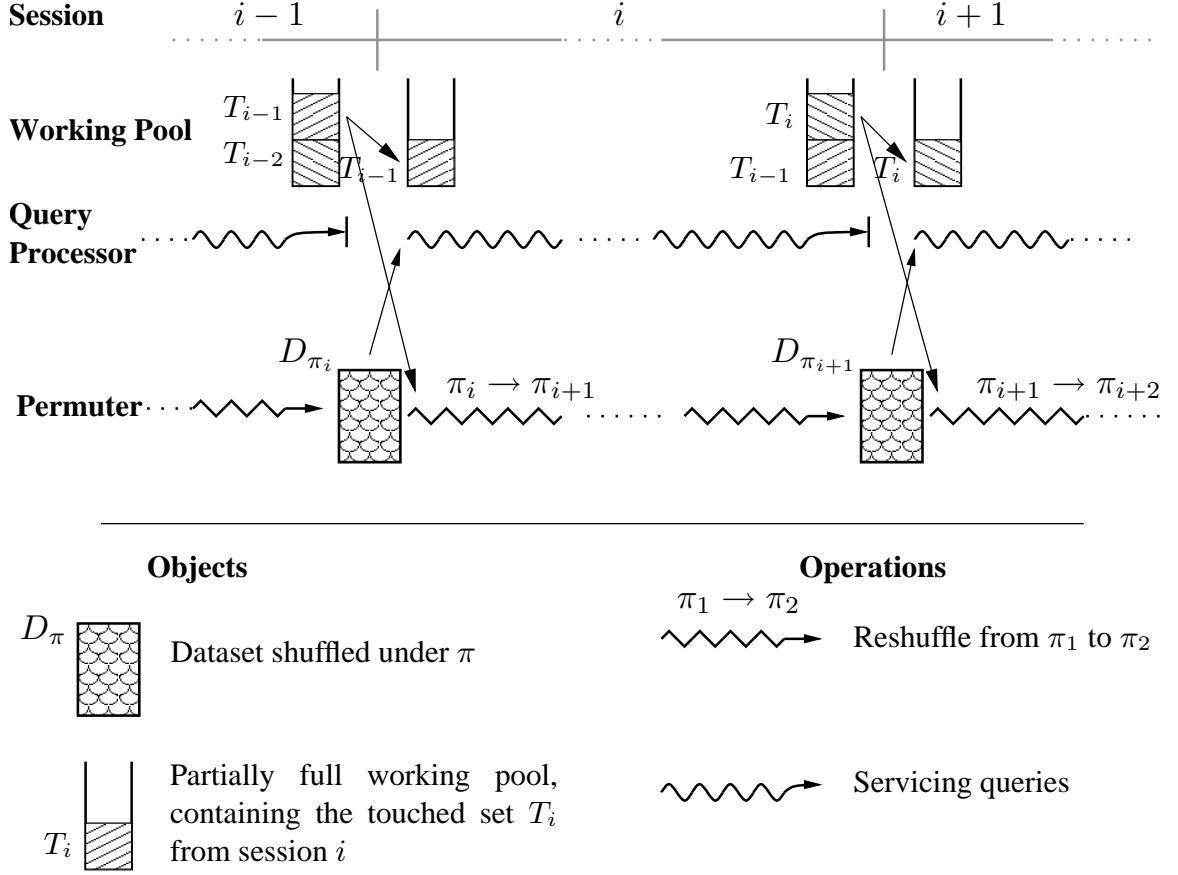 Session
i − 1
i
i + 1
Working Pool
T_{i−1}
T_{i−2}
T_{i−1}
T_i
T_{i−1}
T_i
Query
Processor
D_{π_i}
D_{π_{i+1}}
Permuter
π_i → π_{i+1}
π_{i+1} → π_{i+2}
Objects
Operations
D_π
Dataset shuffled under π
π_1 → π_2
Reshuffle from π_1 to π_2
T_i
Partially full working pool,
containing the touched set T_i
from session i
Servicing queries